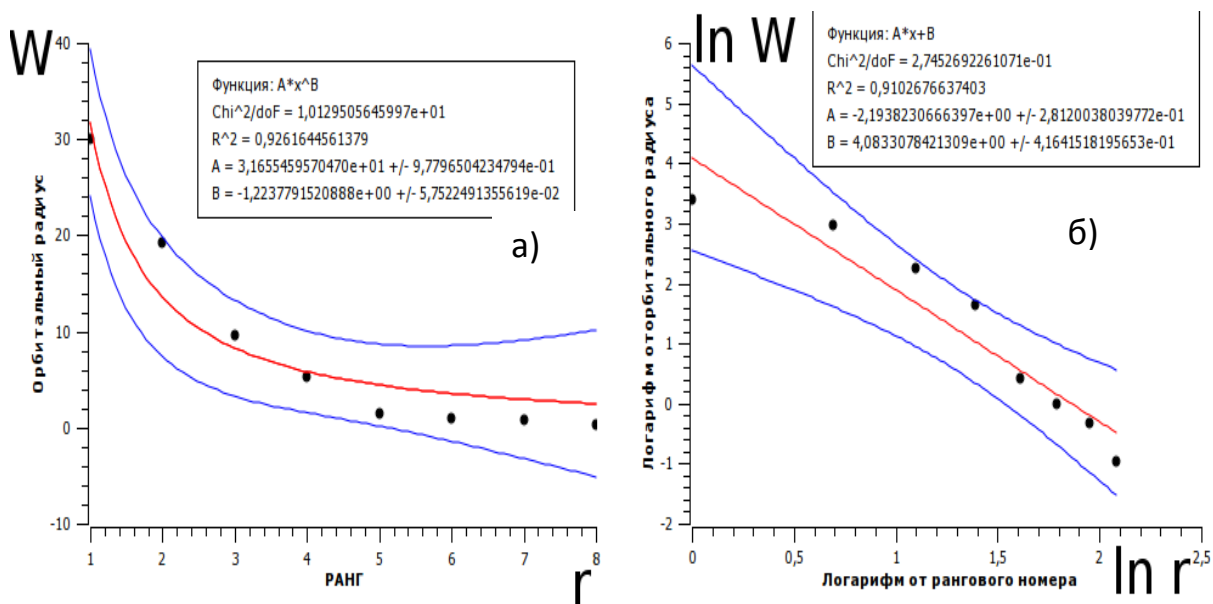 W
40
30
20
10
0
-10
Орбитальный радиус
Функция: A*x^B
Chi^2/doF = 1,0129505645997e+01
R^2 = 0,9261644561379
A = 3,1655459570470e+01 +/- 9,7796504234794e-01
B = -1,2237791520888e+00 +/- 5,7522491355619e-02
а)
1 2 3 4 5 6 7 8
РАНГ
r
ln W
6
5
4
3
2
1
0
-1
-2
Логарифм оторбитального радиуса
Функция: A*x+B
Chi^2/doF = 2,7452692261071e-01
R^2 = 0,9102676637403
A = -2,1938230666397e+00 +/- 2,8120038039772e-01
B = 4,0833078421309e+00 +/- 4,1641518195653e-01
б)
0 0,5 1 1,5 2 2,5
Логарифм от рангового номера
ln r